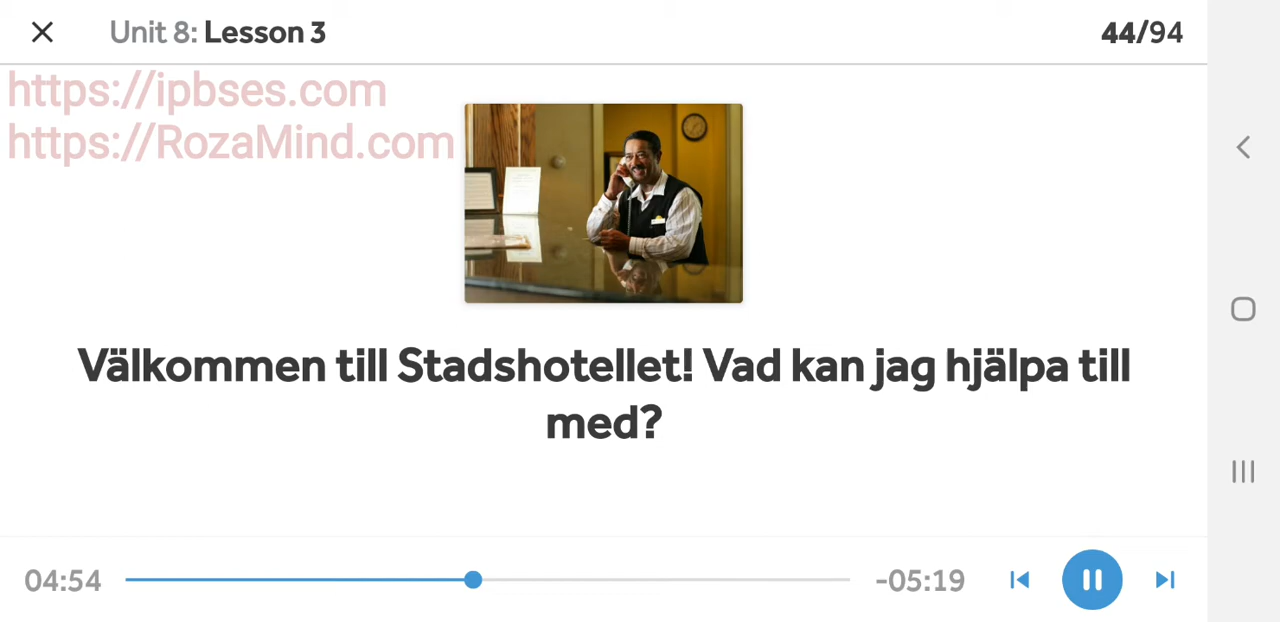 Unit 8: Lesson 3
44/94
https://ipbses.com
https://RozaMind.com
Välkommen till Stadshotellet! Vad kan jag hjälpa till
med?
04:54
-05:19